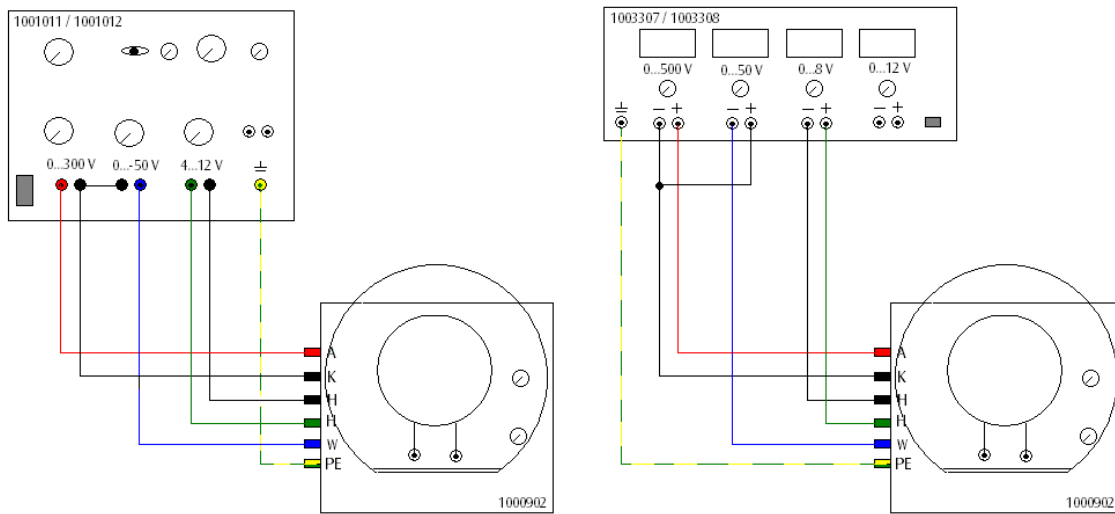 1001011 / 1001012
0...300 V 0...-50 V 4...12 V
A
K
H
H
W
PE
1000902
1003307 / 1003308
0...500 V 0...50 V 0...8 V 0...12 V
− + − + − + − +
A
K
H
H
W
PE
1000902